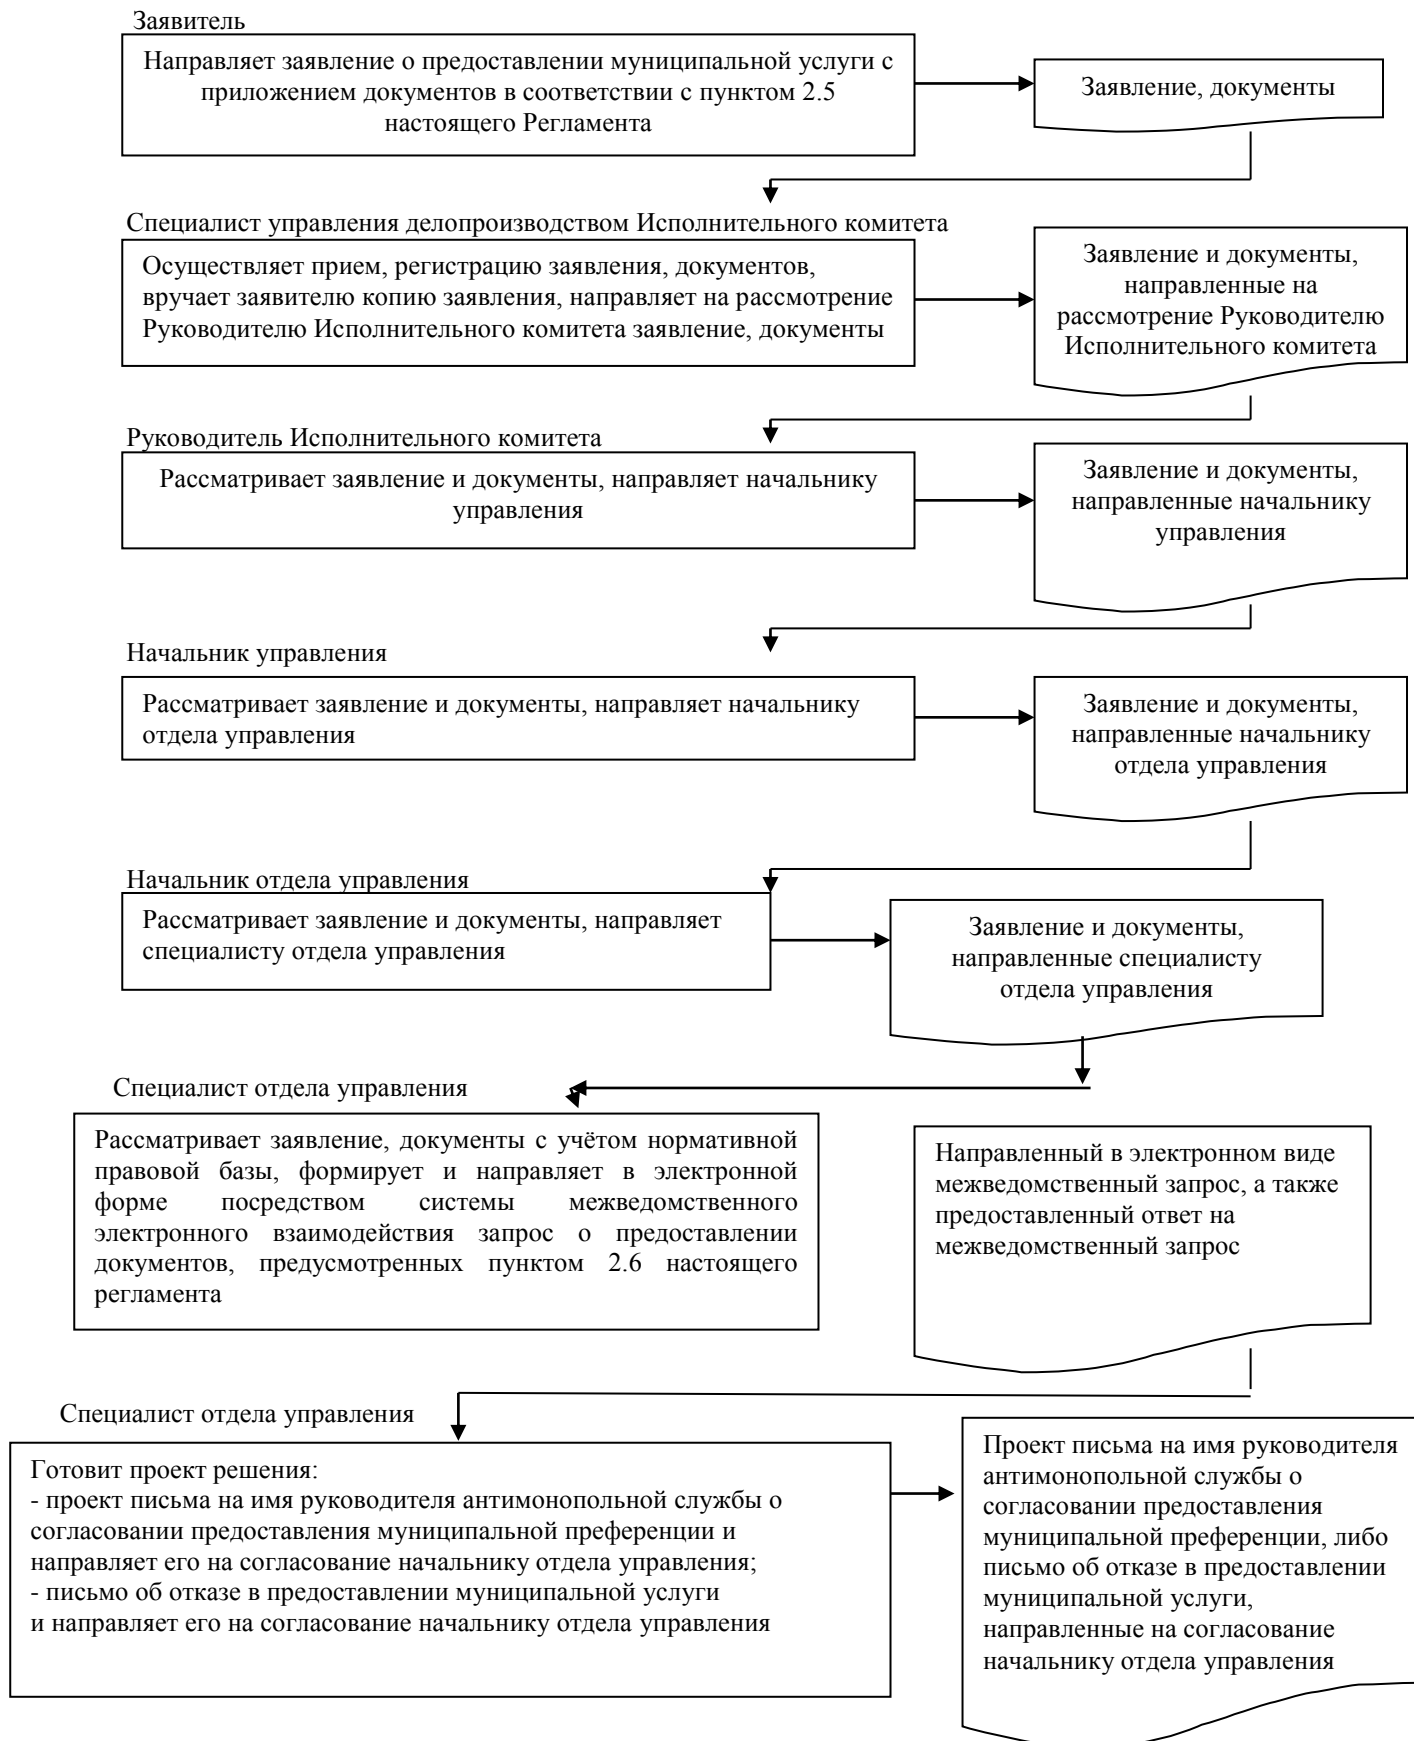 Заявитель
Направляет заявление о предоставлении муниципальной услуги с
приложением документов в соответствии с пунктом 2.5
настоящего Регламента
Заявление, документы
Специалист управления делопроизводством Исполнительного комитета
Осуществляет прием, регистрацию заявления, документов,
вручает заявителю копию заявления, направляет на рассмотрение
Руководителю Исполнительного комитета заявление, документы
Заявление и документы,
направленные на
рассмотрение Руководителю
Исполнительного комитета
Руководитель Исполнительного комитета
Рассматривает заявление и документы, направляет начальнику
управления
Заявление и документы,
направленные начальнику
управления
Начальник управления
Рассматривает заявление и документы, направляет начальнику
отдела управления
Заявление и документы,
направленные начальнику
отдела управления
Начальник отдела управления
Рассматривает заявление и документы, направляет
специалисту отдела управления
Заявление и документы,
направленные специалисту
отдела управления
Специалист отдела управления
Рассматривает заявление, документы с учётом нормативной
правовой базы, формирует и направляет в электронной
форме посредством системы межведомственного
электронного взаимодействия запрос о предоставлении
документов, предусмотренных пунктом 2.6 настоящего
регламента
Направленный в электронном виде
межведомственный запрос, а также
предоставленный ответ на
межведомственный запрос
Специалист отдела управления
Готовит проект решения:
- проект письма на имя руководителя антимонопольной службы о
согласовании предоставления муниципальной преференции и
направляет его на согласование начальнику отдела управления;
- письмо об отказе в предоставлении муниципальной услуги
и направляет его на согласование начальнику отдела управления
Проект письма на имя руководителя
антимонопольной службы о
согласовании предоставления
муниципальной преференции, либо
письмо об отказе в предоставлении
муниципальной услуги,
направленные на согласование
начальнику отдела управления